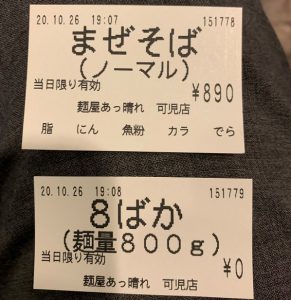 20.10.26 19:07 151778
まぜそば
(ノーマル)
当日限り有効
¥890
麺屋あっ晴れ 可児店
脂 にん 魚粉 カラ でら
20.10.26 19:08 151779
8ばか
(麺量800g)
当日限り有効
¥0
麺屋あっ晴れ 可児店